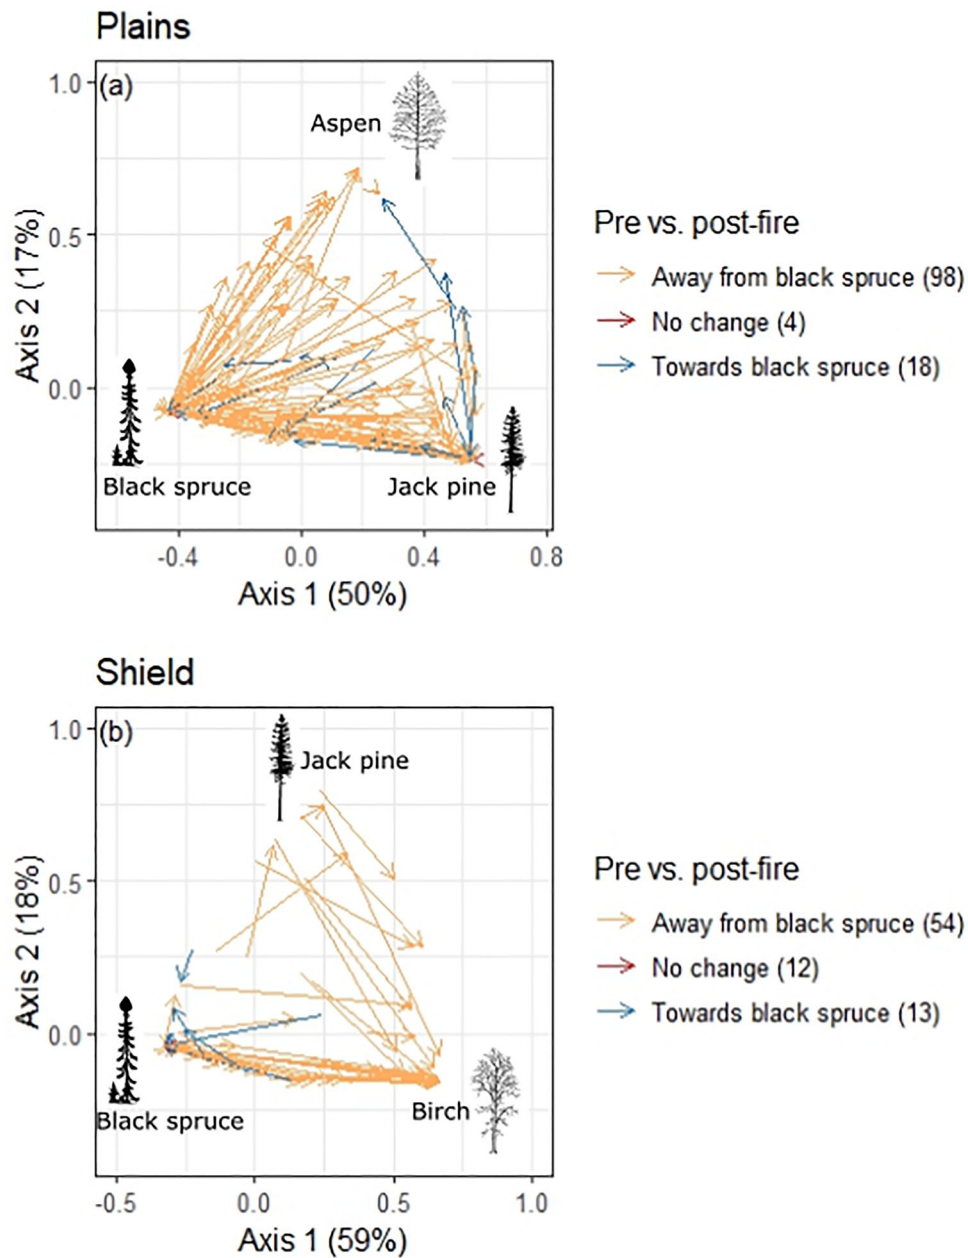 Plains
(a)
1.0
Aspen
0.5
0.0
Axis 2 (17%)
Black spruce
Jack pine
-0.4
0.0
0.4
0.8
Axis 1 (50%)
Pre vs. post-fire
Away from black spruce (98)
No change (4)
Towards black spruce (18)
Shield
(b)
1.0
Jack pine
0.5
0.0
Axis 2 (18%)
Black spruce
Birch
-0.5
0.0
0.5
1.0
Axis 1 (59%)
Pre vs. post-fire
Away from black spruce (54)
No change (12)
Towards black spruce (13)